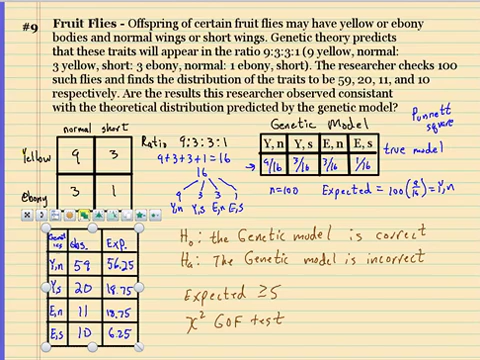 #9 Fruit Flies - Offspring of certain fruit flies may have yellow or ebony
bodies and normal wings or short wings. Genetic theory predicts
that these traits will appear in the ratio 9:3:3:1 (9 yellow, normal:
3 yellow, short: 3 ebony, normal: 1 ebony, short). The researcher checks 100
such flies and finds the distribution of the traits to be 59, 20, 11, and 10
respectively. Are the results this researcher observed consistant
with the theoretical distribution predicted by the genetic model?
Punnett
square
normal short
Yellow 9 3
ebony 3 1
Ratio 9:3:3:1
9+3+3+1=16
16
9 3 3 1
Y,n Y,s E,n E,s
Genetic Model
Y,n Y,s E,n E,s
9/16 3/16 3/16 1/16
true model
n=100 Expected = 100(9/16)=Y,n
Obs. Exp.
Y,n 59 56.25
Y,s 20 18.75
E,n 11 18.75
E,s 10 6.25
Ho: the Genetic model is correct
Ha: The Genetic model is incorrect
Expected ≥5
x² GOF test